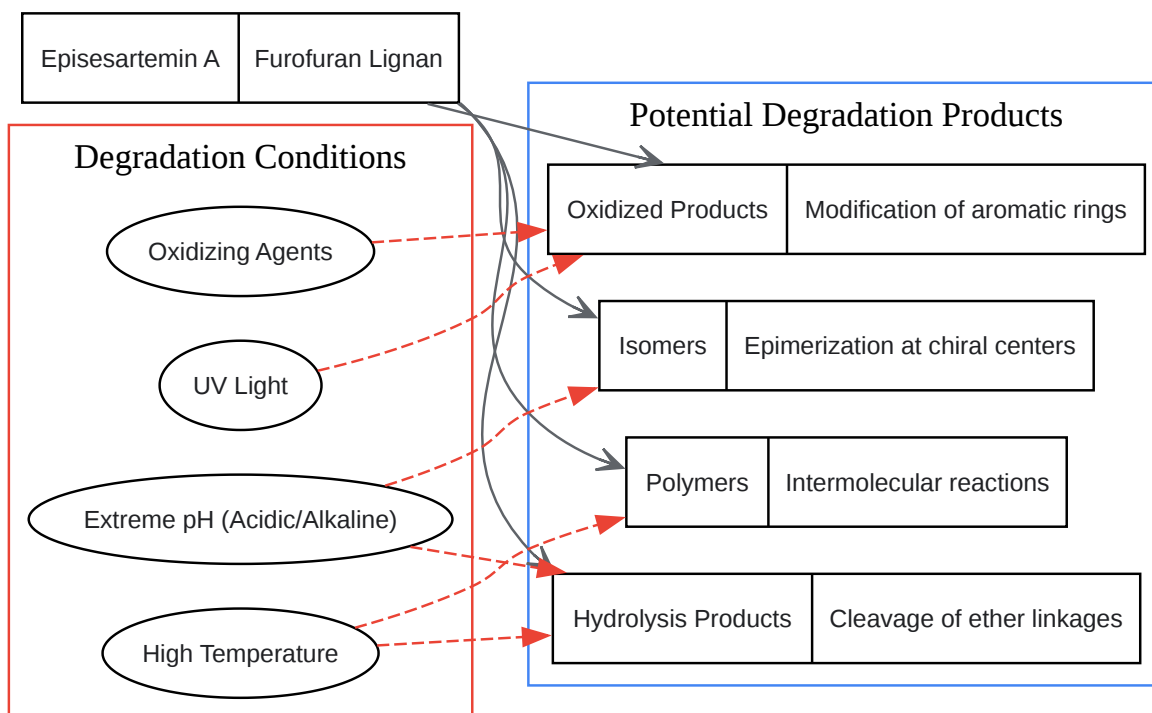 Episesartemin A
Furofuran Lignan
Degradation Conditions
Oxidizing Agents
UV Light
Extreme pH (Acidic/Alkaline)
High Temperature
Potential Degradation Products
Oxidized Products
Modification of aromatic rings
Isomers
Epimerization at chiral centers
Polymers
Intermolecular reactions
Hydrolysis Products
Cleavage of ether linkages